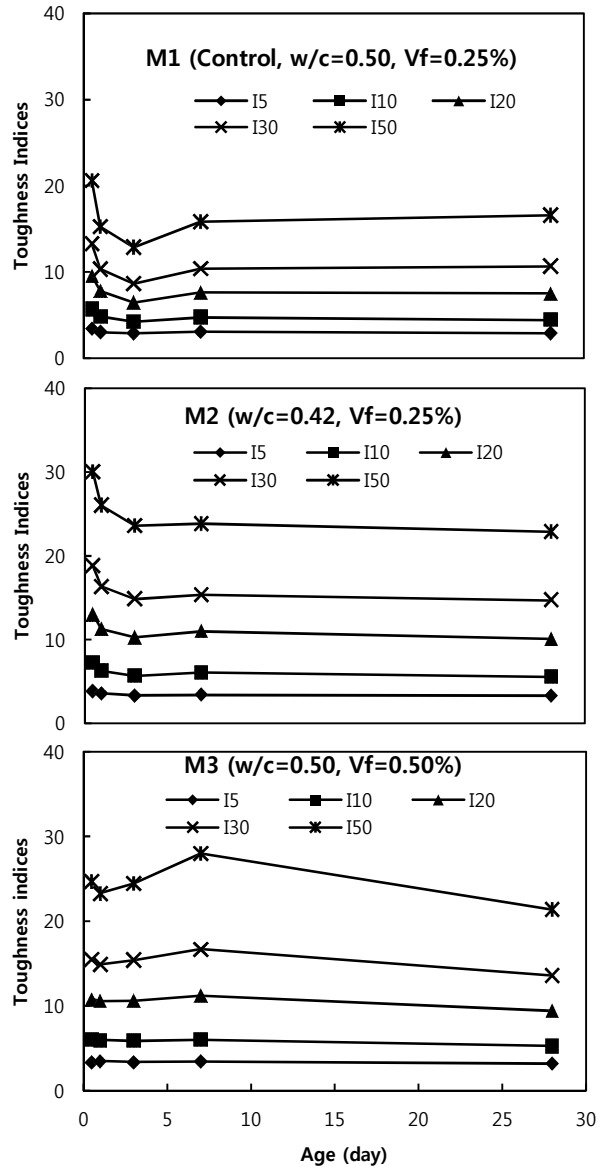 40
M1 (Control, w/c=0.50, Vf=0.25%)
I5 I10 I20
30
I30 I50
20
10
0
Toughness Indices
40
M2 (w/c=0.42, Vf=0.25%)
I5 I10 I20
30
I30 I50
20
10
0
Toughness Indices
40
M3 (w/c=0.50, Vf=0.50%)
I5 I10 I20
30
I30 I50
20
10
0
Toughness indices
0 5 10 15 20 25 30
Age (day)